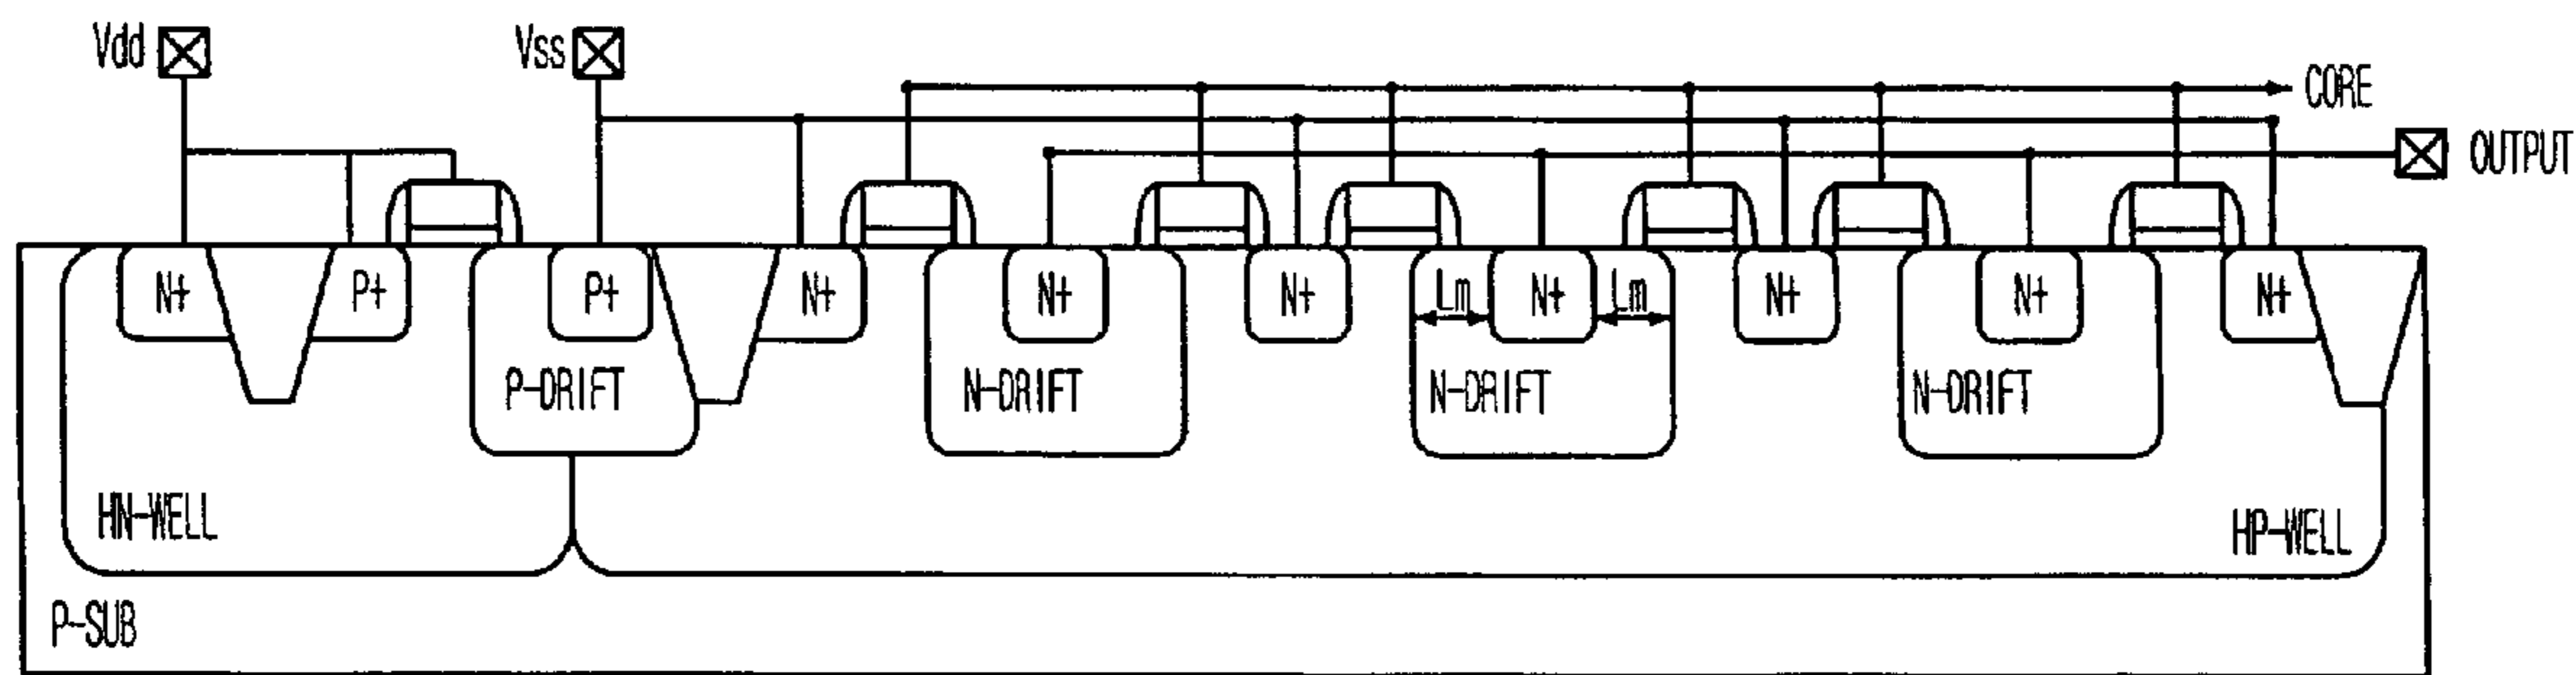 Vdd
Vss
CORE
OUTPUT
N+
P+
P+
N+
N+
N+
Lm
N+
Lm
N+
N+
N+
P-DRIFT
N-DRIFT
N-DRIFT
N-DRIFT
HN-WELL
HP-WELL
P-SUB